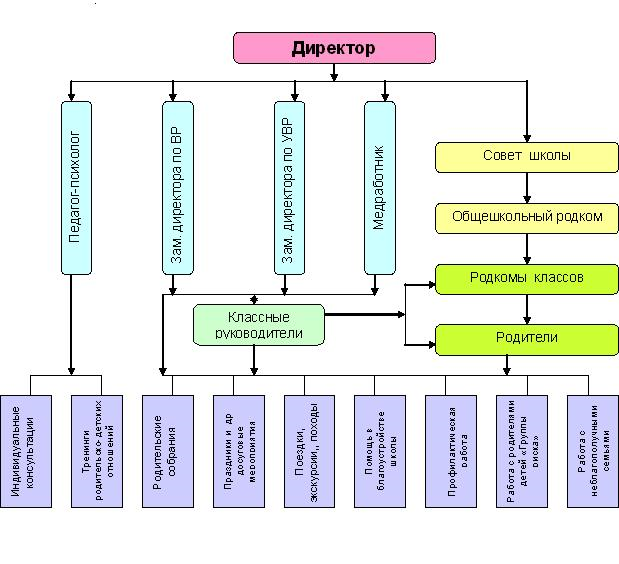 Директор
Педагог-психолог
Зам. директора по ВР
Зам. директора по УВР
Медработник
Совет школы
Общешкольный родком
Родкомы классов
Классные
руководители
Родители
Индивидуальные
консультации
Тренинги
родительско-детских
отношений
Родительские
собрания
Праздники и др
досуговые
мероприятия
Поездки,
экскурсии,, походы
Помощь в
благоустройстве
школы
Профилактическая
работа
Работа с родителями
детей «Группы
риска»
Работа с
неблагополучными
семьями